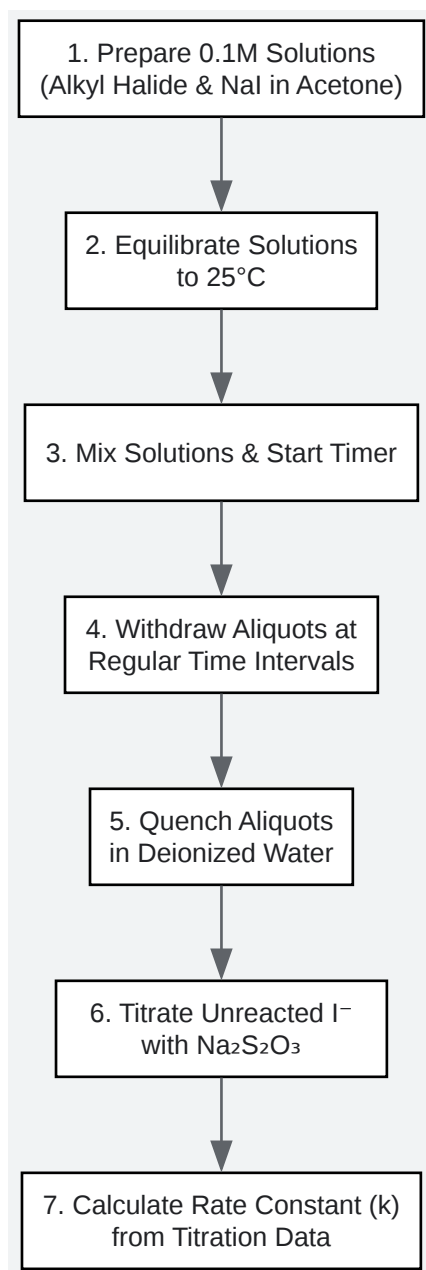 1. Prepare 0.1M Solutions
(Alkyl Halide & NaI in Acetone)
2. Equilibrate Solutions
to 25°C
3. Mix Solutions & Start Timer
4. Withdraw Aliquots at
Regular Time Intervals
5. Quench Aliquots
in Deionized Water
6. Titrate Unreacted I⁻
with Na₂S₂O₃
7. Calculate Rate Constant (k)
from Titration Data